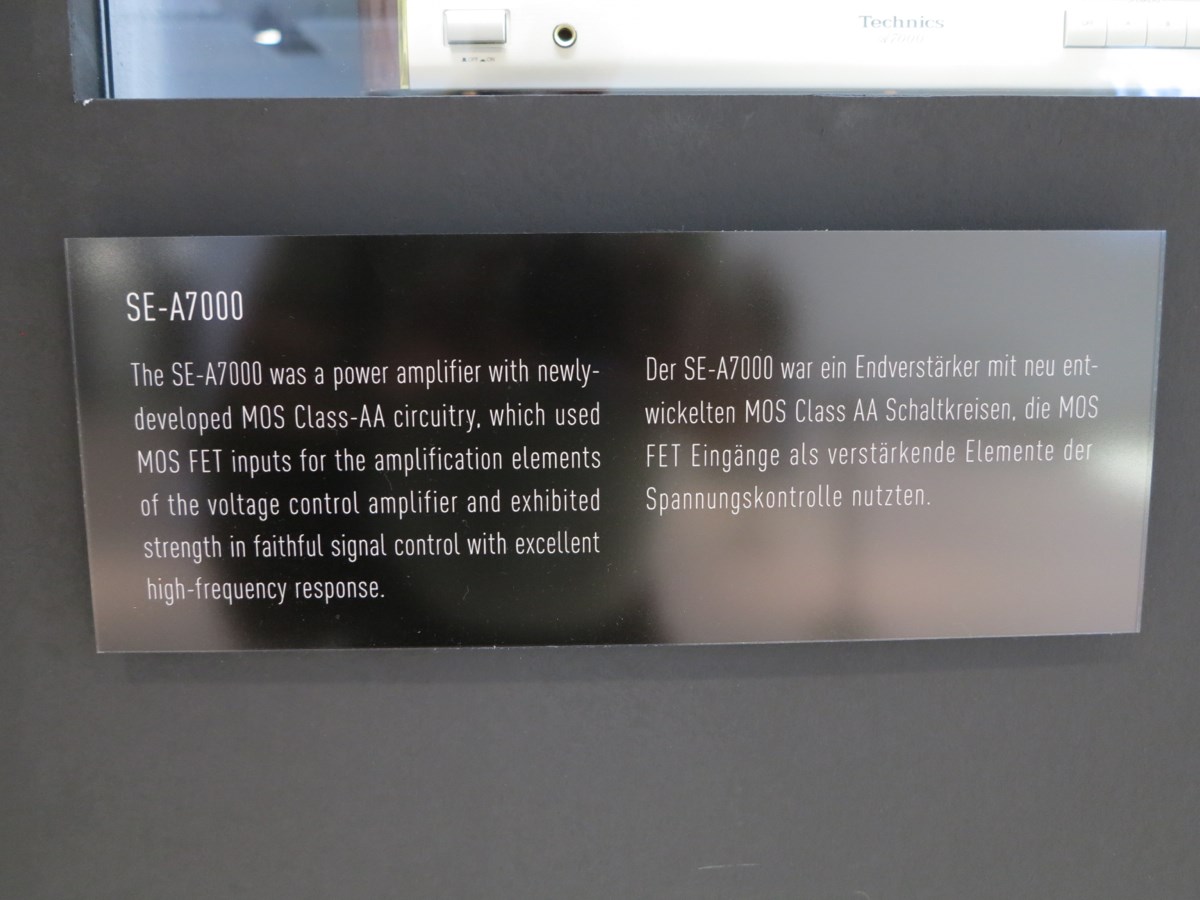 Technics
SE-A7000
The SE-A7000 was a power amplifier with newly-
developed MOS Class-AA circuitry, which used
MOS FET inputs for the amplification elements
of the voltage control amplifier and exhibited
strength in faithful signal control with excellent
high-frequency response.
Der SE-A7000 war ein Endverstärker mit neu ent-
wickelten MOS Class AA Schaltkreisen, die MOS
FET Eingänge als verstärkende Elemente der
Spannungskontrolle nutzten.